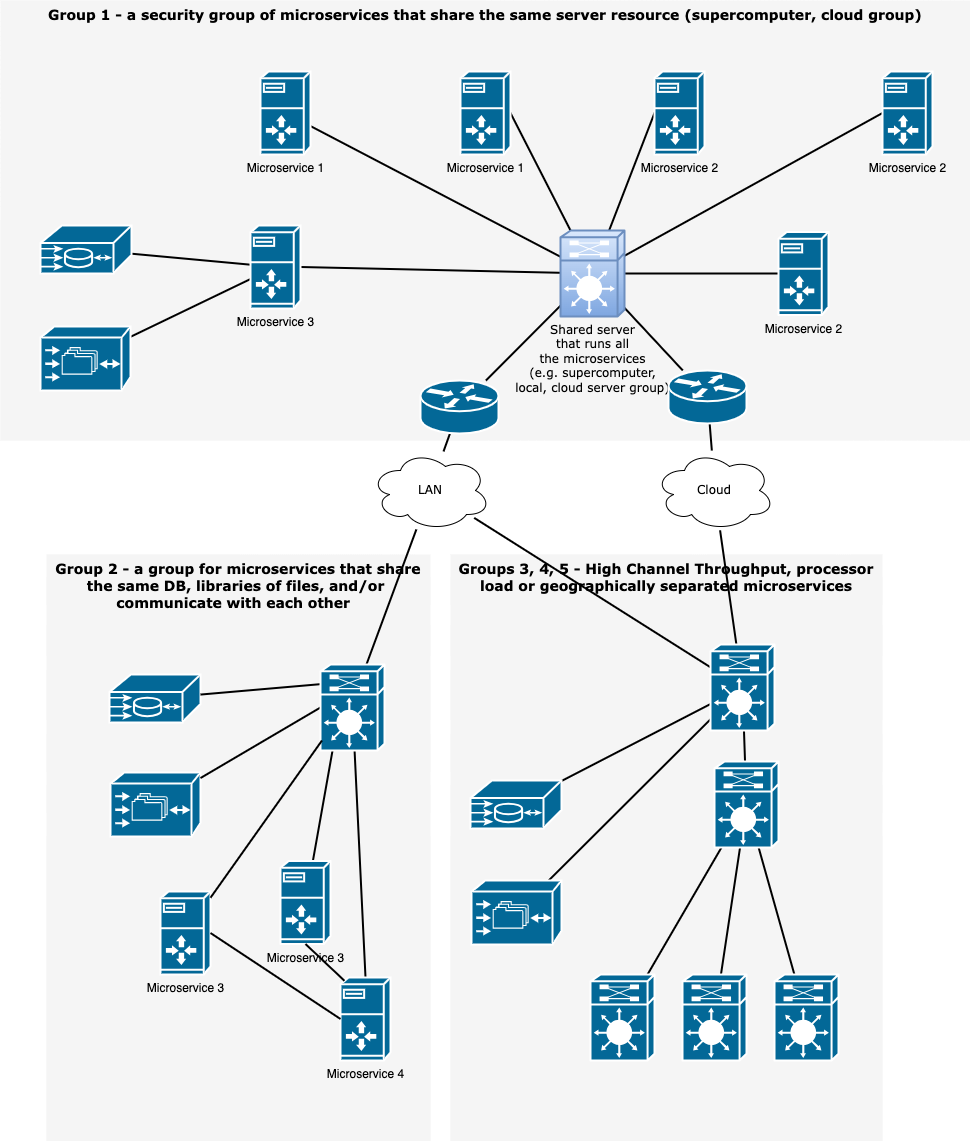 Group 1 - a security group of microservices that share the same server resource (supercomputer, cloud group)
Microservice 1
Microservice 1
Microservice 2
Microservice 2
Microservice 3
Microservice 2
Shared server
that runs all
the microservices
(e.g. supercomputer,
local, cloud server group)
LAN
Cloud
Group 2 - a group for microservices that share
the same DB, libraries of files, and/or
communicate with each other
Groups 3, 4, 5 - High Channel Throughput, processor
load or geographically separated microservices
Microservice 3
Microservice 3
Microservice 4